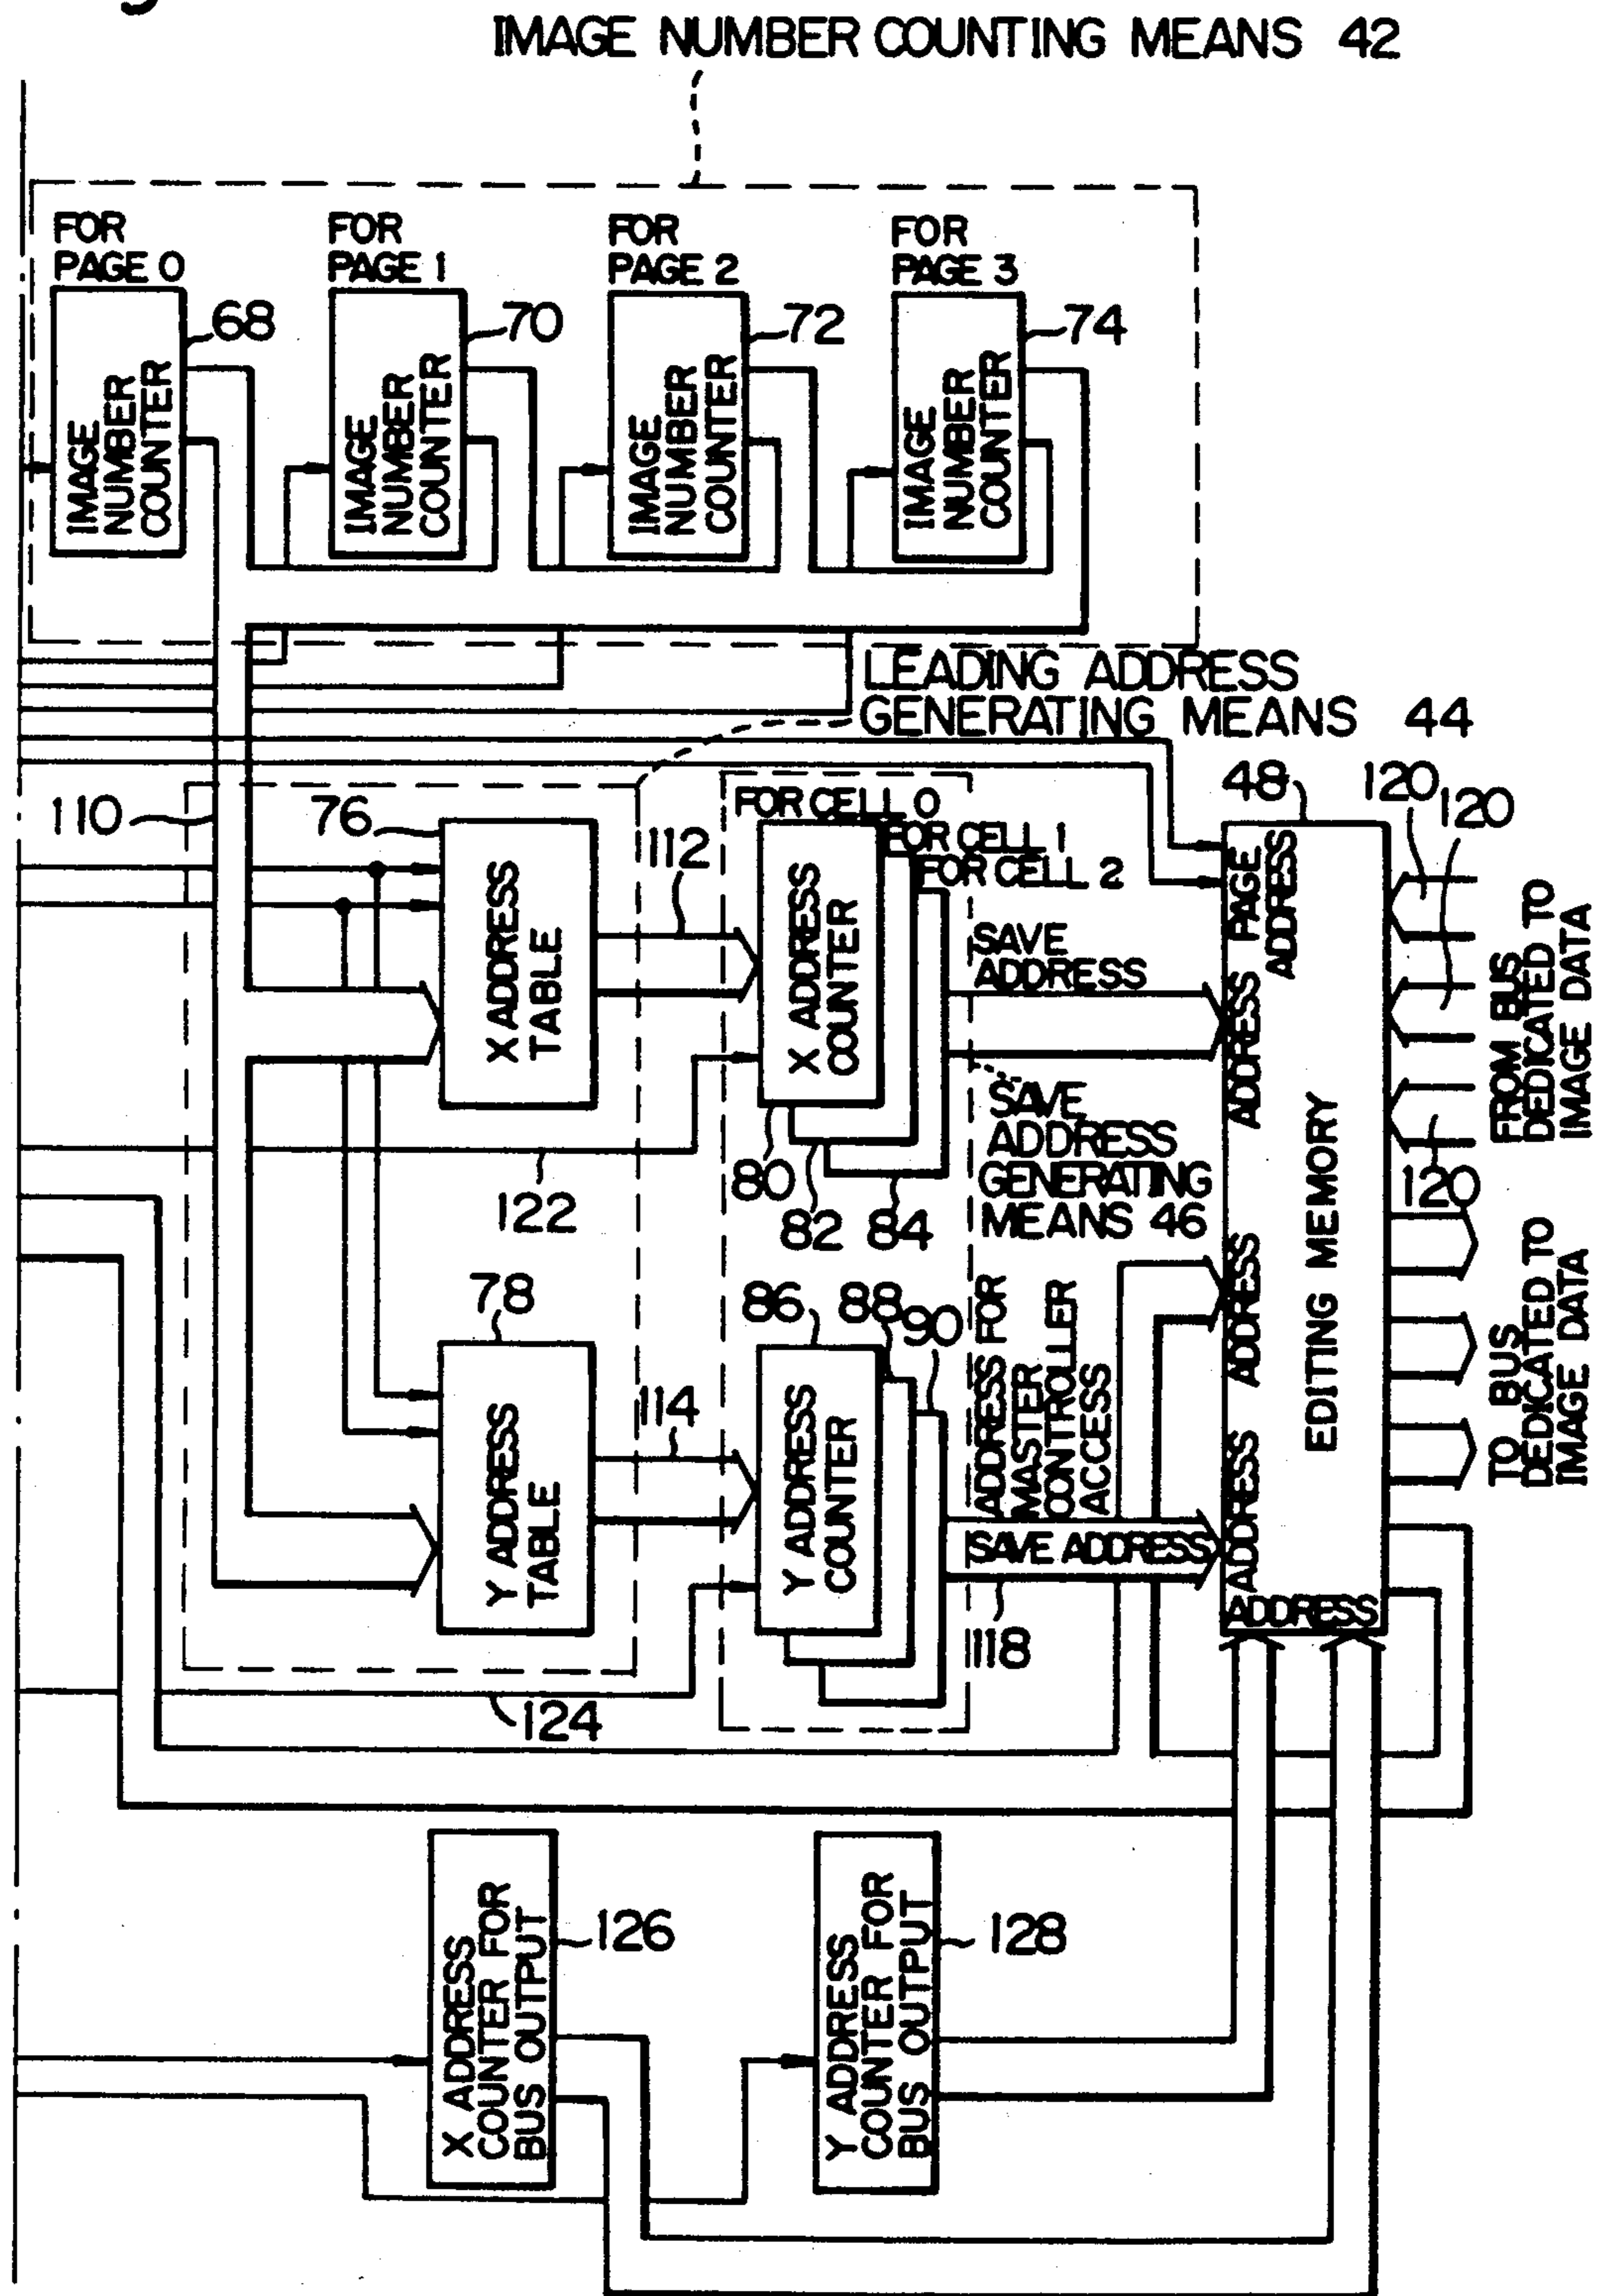 IMAGE NUMBER COUNTING MEANS 42
FOR
PAGE 0
FOR
PAGE 1
FOR
PAGE 2
FOR
PAGE 3
68
70
72
74
IMAGE
NUMBER
COUNTER
IMAGE
NUMBER
COUNTER
IMAGE
NUMBER
COUNTER
IMAGE
NUMBER
COUNTER
LEADING ADDRESS
GENERATING MEANS 44
110
76
112
FOR CELL 0
FOR CELL 1
FOR CELL 2
48
120
120
X ADDRESS
TABLE
X ADDRESS
COUNTER
SAVE
ADDRESS
PAGE
ADDRESS
ADDRESS
FROM BUS
DEDICATED TO
IMAGE DATA
120
80
82
84
122
SAVE
ADDRESS
GENERATING
MEANS 46
EDITING MEMORY
78
114
86
88
90
ADDRESS FOR
MASTER
CONTROLLER
ACCESS
ADDRESS
TO BUS
DEDICATED TO
IMAGE DATA
Y ADDRESS
TABLE
Y ADDRESS
COUNTER
SAVE ADDRESS
ADDRESS
ADDRESS
118
124
X ADDRESS
COUNTER FOR
BUS OUTPUT
126
Y ADDRESS
COUNTER FOR
BUS OUTPUT
128